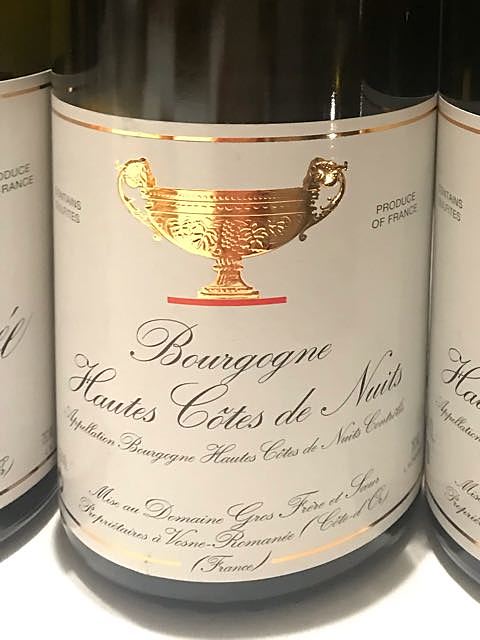 PRODUCE
OF FRANCE
Bourgogne
Hautes Côtes de Nuits
Appellation Bourgogne Hautes Côtes de Nuits Contrôlée
Mise au Domaine Gros Frère et Sœur
Propriétaires à Vosne-Romanée (Côte-d'Or)
(France)